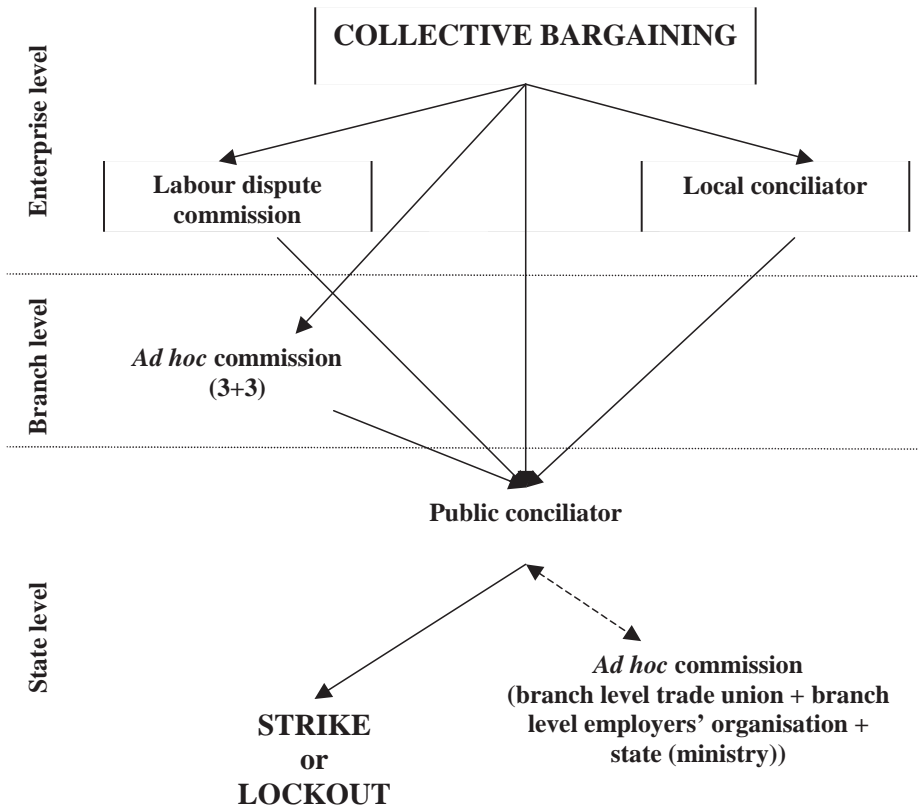 COLLECTIVE BARGAINING
Enterprise level
Labour dispute
commission
Local conciliator
Branch level
Ad hoc commission
(3+3)
Public conciliator
State level
Ad hoc commission
(branch level trade union + branch
level employers’ organisation +
state (ministry))
STRIKE
or
LOCKOUT